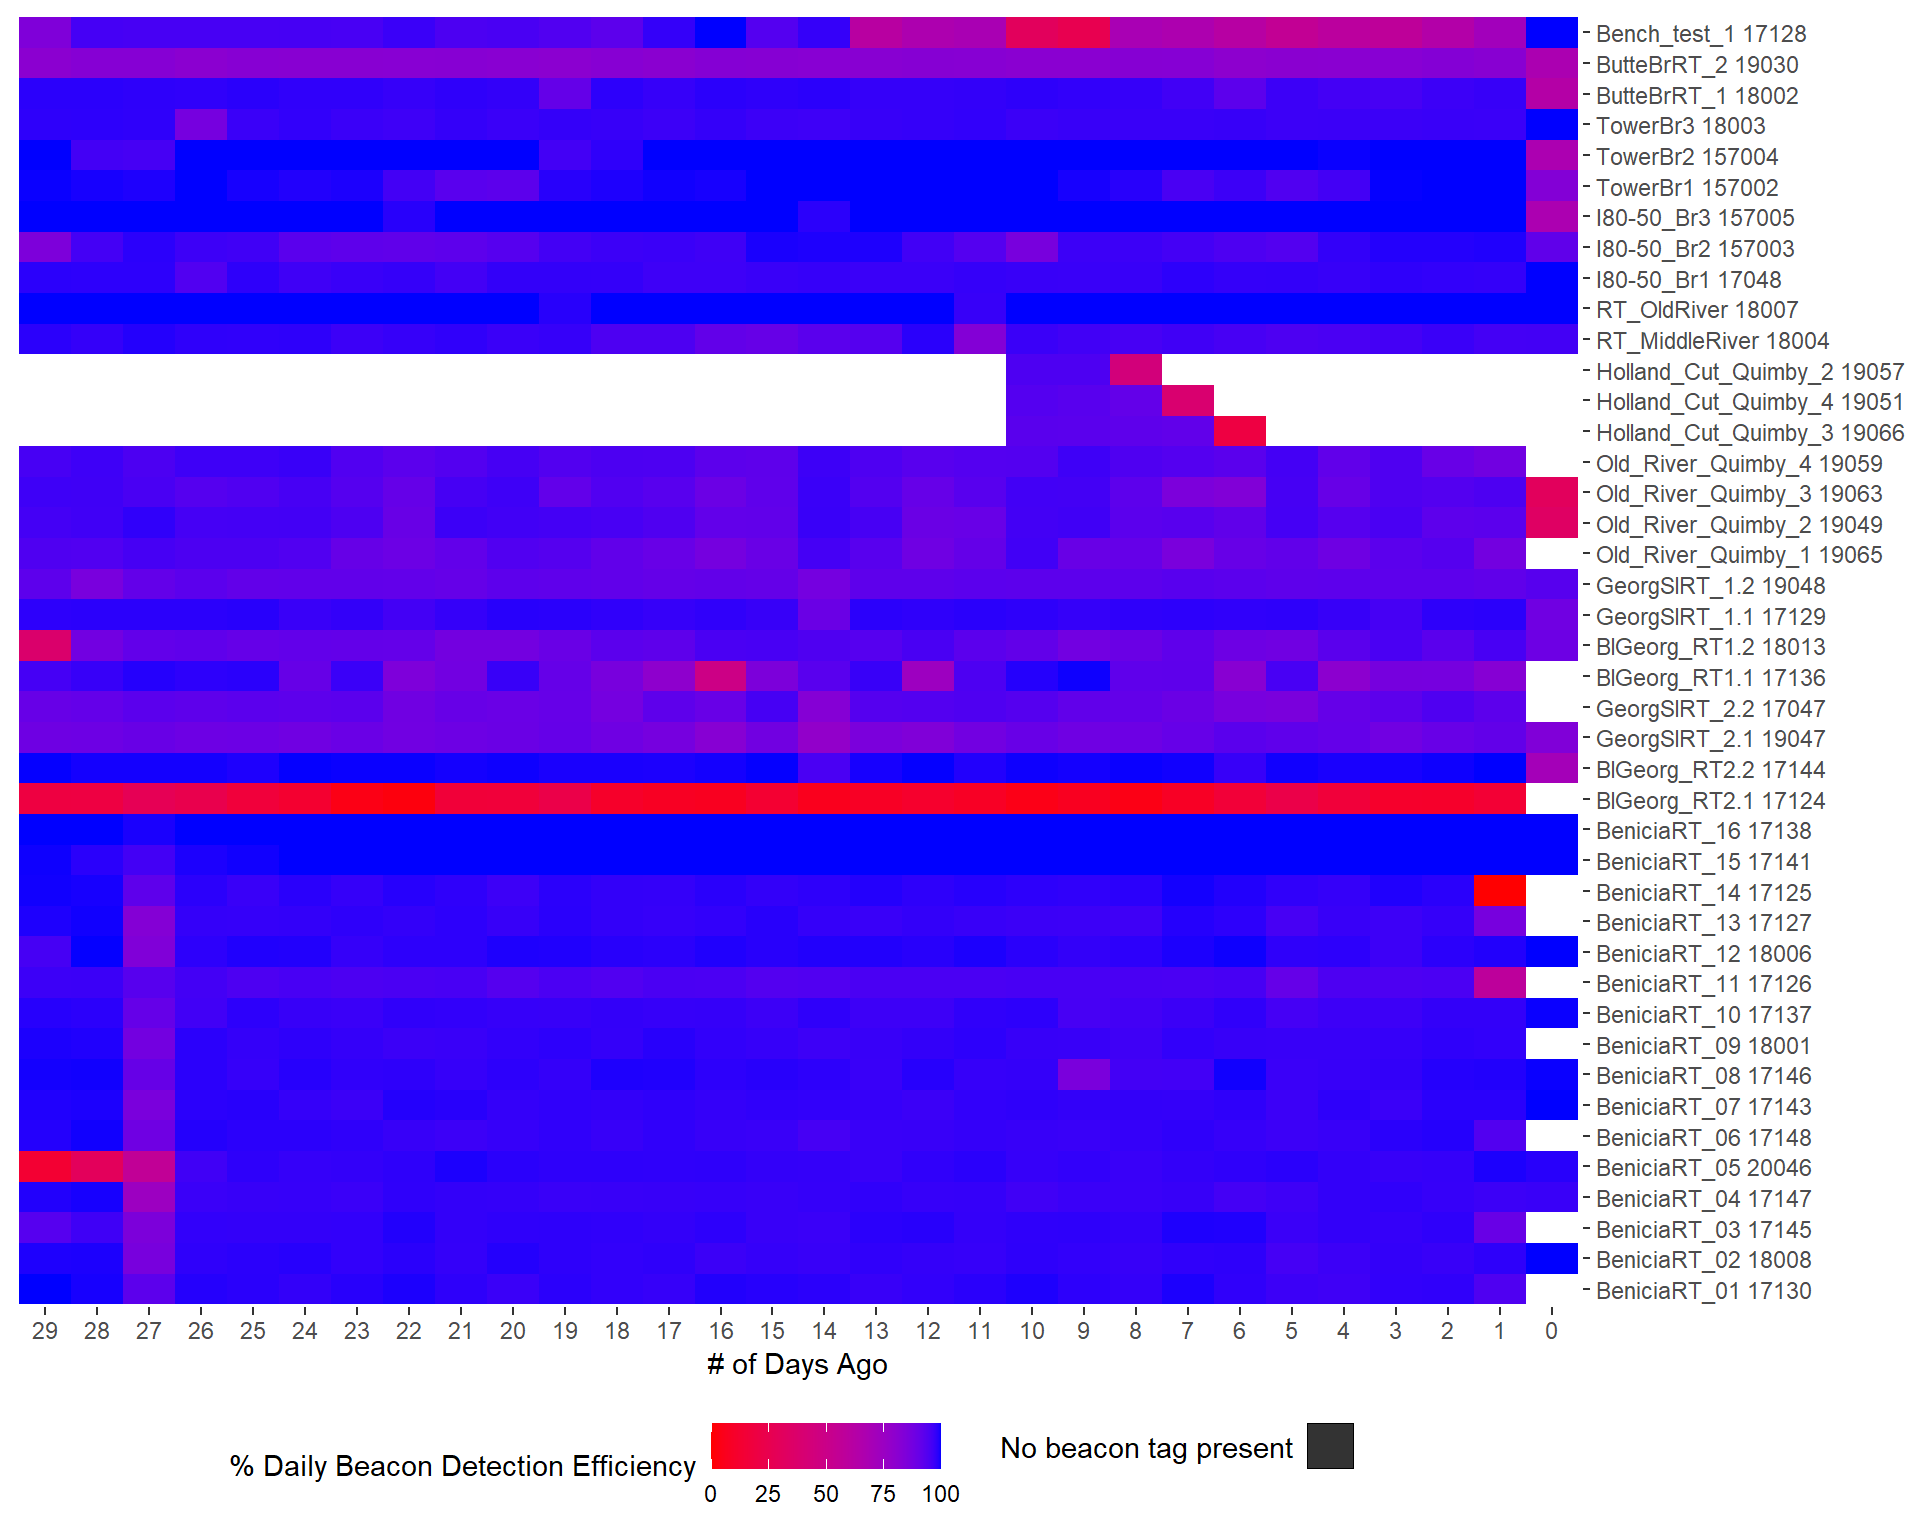 Bench_test_1 17128
ButteBrRT_2 19030
ButteBrRT_1 18002
TowerBr3 18003
TowerBr2 157004
TowerBr1 157002
I80-50_Br3 157005
I80-50_Br2 157003
I80-50_Br1 17048
RT_OldRiver 18007
RT_MiddleRiver 18004
Holland_Cut_Quimby_2 19057
Holland_Cut_Quimby_4 19051
Holland_Cut_Quimby_3 19066
Old_River_Quimby_4 19059
Old_River_Quimby_3 19063
Old_River_Quimby_2 19049
Old_River_Quimby_1 19065
GeorgSlRT_1.2 19048
GeorgSlRT_1.1 17129
BlGeorg_RT1.2 18013
BlGeorg_RT1.1 17136
GeorgSlRT_2.2 17047
GeorgSlRT_2.1 19047
BlGeorg_RT2.2 17144
BlGeorg_RT2.1 17124
BeniciaRT_16 17138
BeniciaRT_15 17141
BeniciaRT_14 17125
BeniciaRT_13 17127
BeniciaRT_12 18006
BeniciaRT_11 17126
BeniciaRT_10 17137
BeniciaRT_09 18001
BeniciaRT_08 17146
BeniciaRT_07 17143
BeniciaRT_06 17148
BeniciaRT_05 20046
BeniciaRT_04 17147
BeniciaRT_03 17145
BeniciaRT_02 18008
BeniciaRT_01 17130
29 28 27 26 25 24 23 22 21 20 19 18 17 16 15 14 13 12 11 10 9 8 7 6 5 4 3 2 1 0
# of Days Ago
% Daily Beacon Detection Efficiency
0 25 50 75 100
No beacon tag present